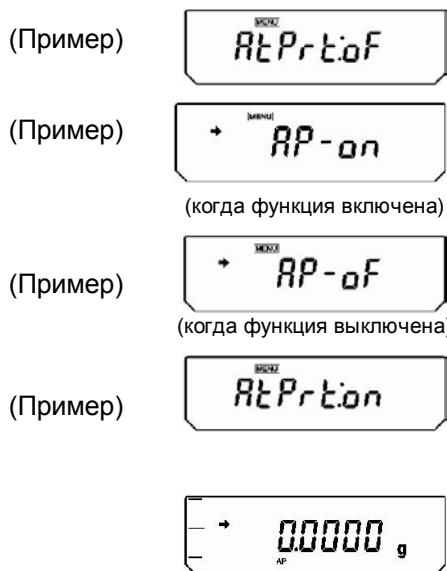 (Пример)
MENU
AtPrt:oF
(Пример)
MENU
➔ AP-on
(когда функция включена)
(Пример)
MENU
➔ AP-oF
(когда функция выключена)
(Пример)
MENU
AtPrt:on
➔ 0.0000 g
AP